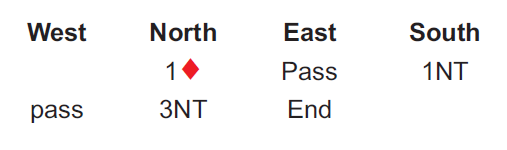 West North East South
1♦ Pass 1NT
pass 3NT End